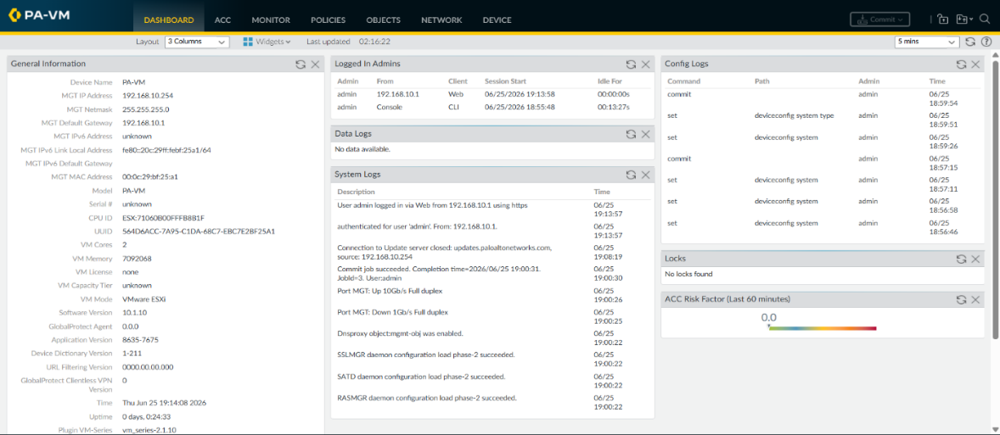 PA-VM
DASHBOARD ACC MONITOR POLICIES OBJECTS NETWORK DEVICE
Commit
Layout 3 Columns Widgets Last updated 02:16:22 5 mins
General Information
Device Name PA-VM
MGT IP Address 192.168.10.254
MGT Netmask 255.255.255.0
MGT Default Gateway 192.168.10.1
MGT IPv6 Address unknown
MGT IPv6 Link Local Address fe80::20c:29ff:febf:25a1/64
MGT IPv6 Default Gateway
MGT MAC Address 00:0c:29:bf:25:a1
Model PA-VM
Serial # unknown
CPU ID ESX:71060B00FFFB8B1F
UUID 564D6ACC-7A95-C1DA-68C7-EBC7E2BF25A1
VM Cores 2
VM Memory 7092068
VM License none
VM Capacity Tier unknown
VM Mode VMware ESXi
Software Version 10.1.10
GlobalProtect Agent 0.0.0
Application Version 8635-7675
Device Dictionary Version 1-211
URL Filtering Version 0000.00.00.000
GlobalProtect Clientless VPN 0
Version
Time Thu Jun 25 19:14:08 2026
Uptime 0 days, 0:24:33
Plugin VM-Series vm_series-2.1.10
Logged In Admins
Admin From Client Session Start Idle For
admin 192.168.10.1 Web 06/25/2026 19:13:58 00:00:00s
admin Console CLI 06/25/2026 18:55:48 00:13:27s
Data Logs
No data available.
System Logs
Description Time
User admin logged in via Web from 192.168.10.1 using https 06/25
19:13:57
authenticated for user 'admin'. From: 192.168.10.1. 06/25
19:13:57
Connection to Update server closed: updates.paloaltonetworks.com, 06/25
source: 192.168.10.254 19:08:19
Commit job succeeded. Completion time=2026/06/25 19:00:31. 06/25
JobId=3. User:admin 19:00:30
Port MGT: Up 10Gb/s Full duplex 06/25
19:00:26
Port MGT: Down 1Gb/s Full duplex 06/25
19:00:25
Dnsproxy object:mgmt-obj was enabled. 06/25
19:00:22
SSLMGR daemon configuration load phase-2 succeeded. 06/25
19:00:22
SATD daemon configuration load phase-2 succeeded. 06/25
19:00:22
RASMGR daemon configuration load phase-2 succeeded. 06/25
19:00:22
Config Logs
Command Path Admin Time
commit admin 06/25
18:59:54
set deviceconfig system type admin 06/25
18:59:51
set deviceconfig system admin 06/25
18:59:26
commit admin 06/25
18:57:15
set deviceconfig system admin 06/25
18:57:11
set deviceconfig system admin 06/25
18:56:58
set deviceconfig system admin 06/25
18:56:46
Locks
No locks found
ACC Risk Factor (Last 60 minutes)
0.0